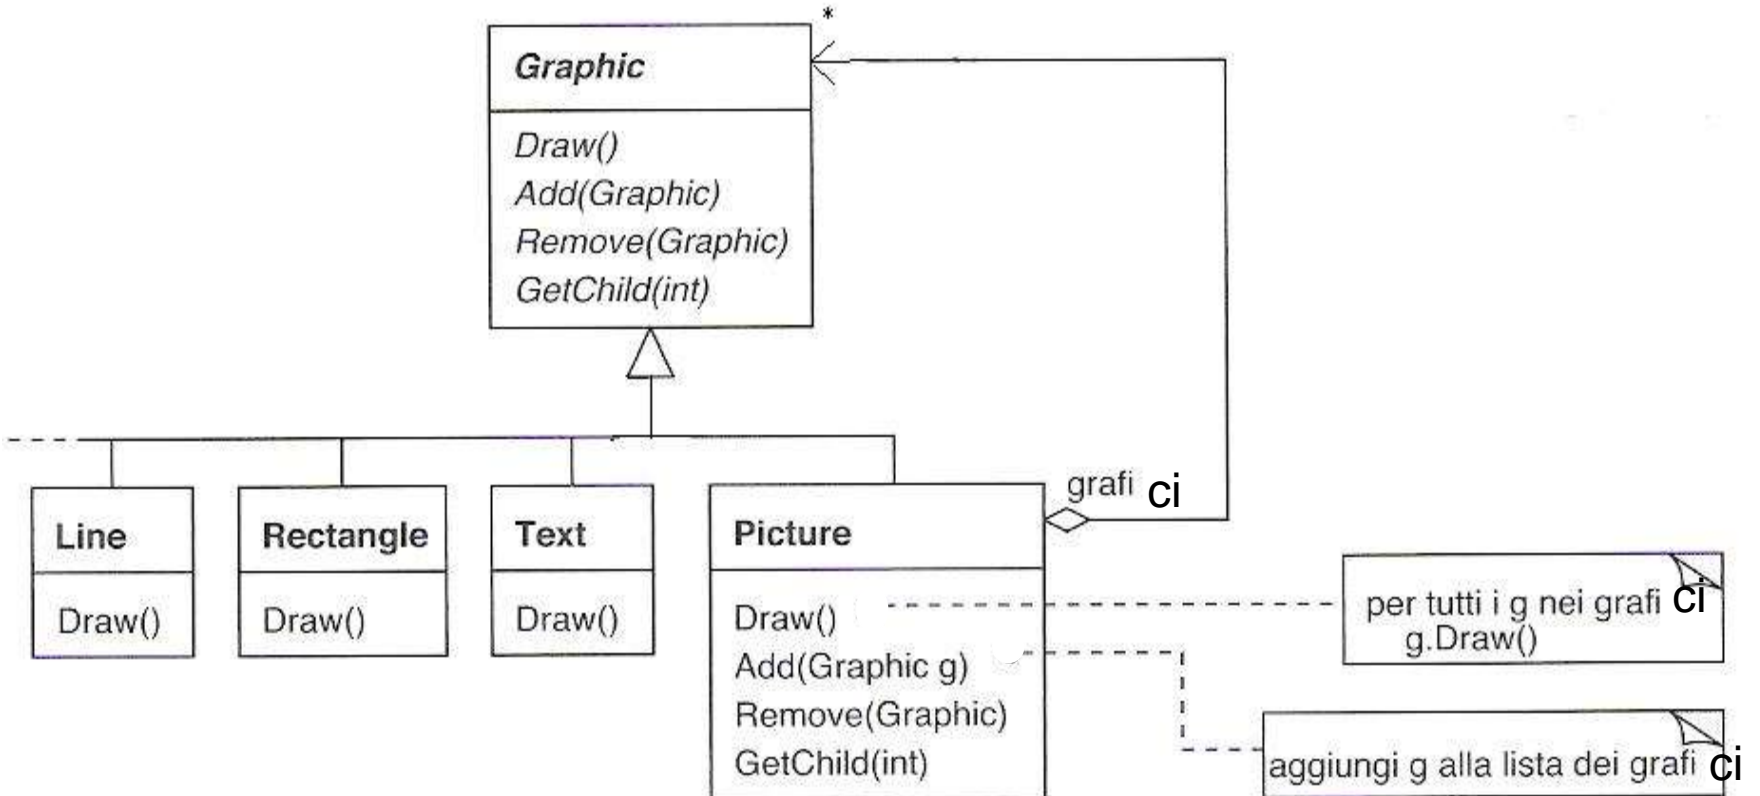 *
Graphic
Draw()
Add(Graphic)
Remove(Graphic)
GetChild(int)
grafi ci
Line
Draw()
Rectangle
Draw()
Text
Draw()
Picture
Draw()
Add(Graphic g)
Remove(Graphic)
GetChild(int)
per tutti i g nei grafi ci
g.Draw()
aggiungi g alla lista dei grafi ci